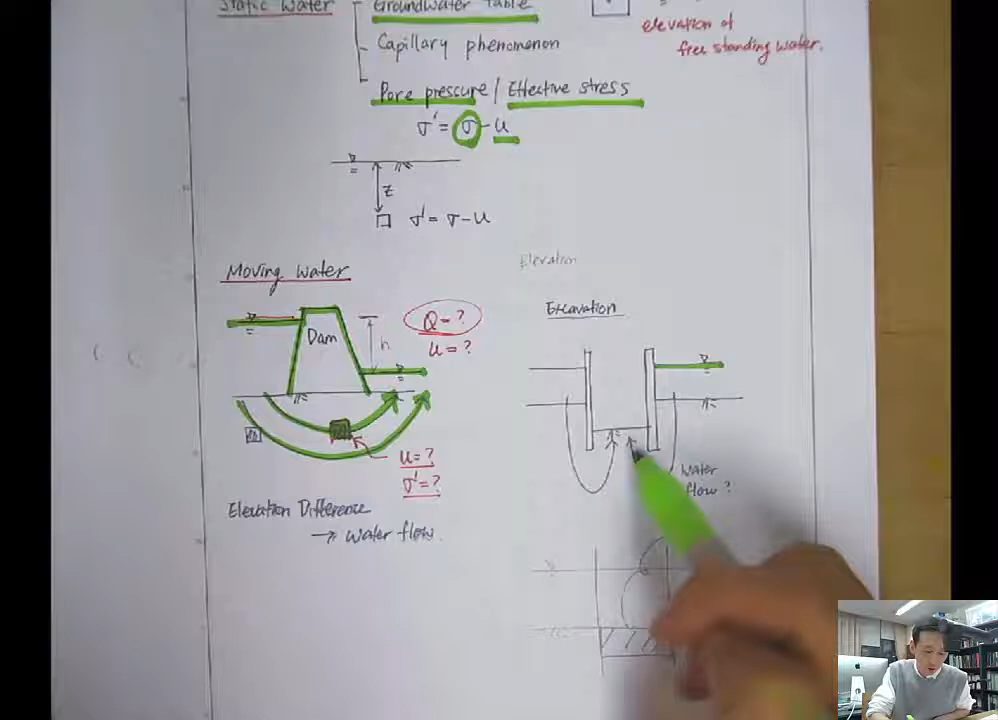 Static Water
Groundwater Table
Capillary phenomenon
Pore pressure / Effective stress
σ' = σ - u
elevation of
free standing water.
z
σ' = σ - u
Moving Water
Dam
h
Q = ?
u = ?
u = ?
σ' = ?
Elevation Difference
→ Water flow.
Elevation
Excavation
Water
flow ?